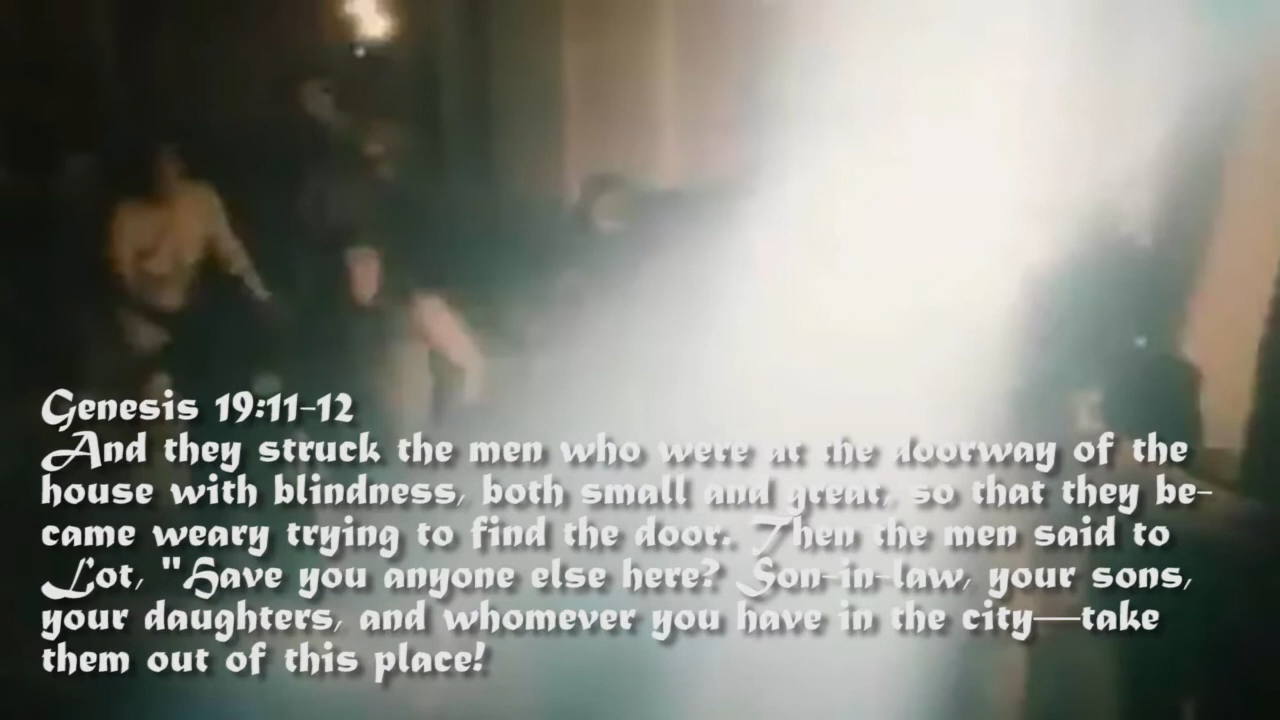 Genesis 19:11-12
And they struck the men who were at the doorway of the
house with blindness, both small and great, so that they be-
came weary trying to find the door. Then the men said to
Lot, "Have you anyone else here? Son-in-law, your sons,
your daughters, and whomever you have in the city—take
them out of this place!